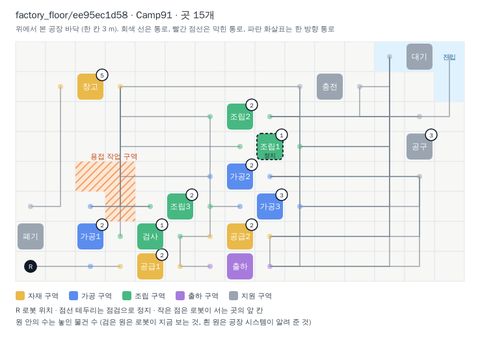 factory_floor/ee95ec1d58 · Camp91 · 곳 15개
위에서 본 공장 바닥 (한 칸 3 m). 회색 선은 통로, 빨간 점선은 막힌 통로, 파란 화살표는 한 방향 통로
대기
창고 5
충전
조립2 2
용접 작업 구역
조립1 1
공구 3
가공2 2
폐기
가공1 2
검사 1
조립3 2
공급2 2
가공3 3
R
공급1 2
출하
자재 구역
가공 구역
조립 구역
출하 구역
지원 구역
R 로봇 위치 · 점선 테두리는 점검으로 정지 · 작은 점은 로봇이 서는 곳의 앞 칸
원 안의 수는 놓인 물건 수 (검은 원은 로봇이 지금 보는 것, 흰 원은 공장 시스템이 알려 준 것)